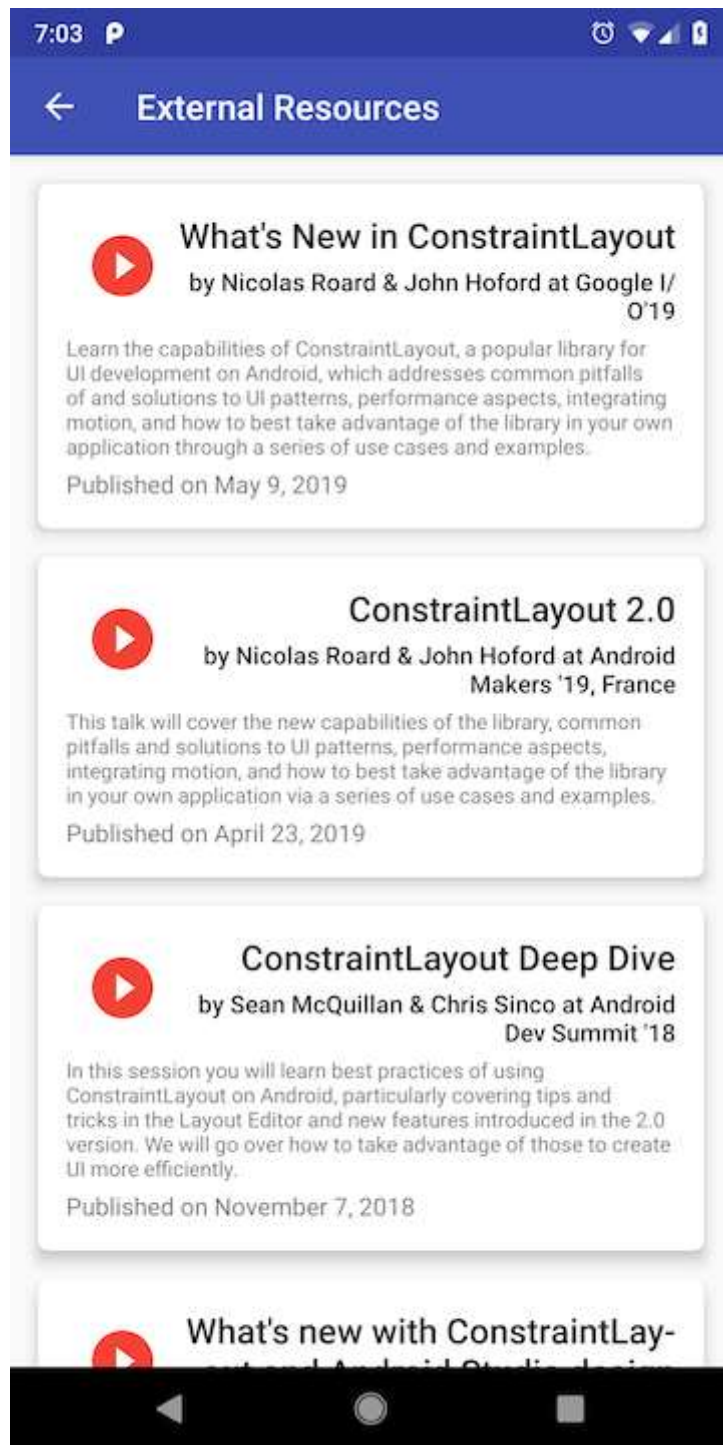 7:03
External Resources
What's New in ConstraintLayout
by Nicolas Roard & John Hoford at Google I/
O'19
Learn the capabilities of ConstraintLayout, a popular library for
UI development on Android, which addresses common pitfalls
of and solutions to UI patterns, performance aspects, integrating
motion, and how to best take advantage of the library in your own
application through a series of use cases and examples.
Published on May 9, 2019
ConstraintLayout 2.0
by Nicolas Roard & John Hoford at Android
Makers '19, France
This talk will cover the new capabilities of the library, common
pitfalls and solutions to UI patterns, performance aspects,
integrating motion, and how to best take advantage of the library
in your own application via a series of use cases and examples.
Published on April 23, 2019
ConstraintLayout Deep Dive
by Sean McQuillan & Chris Sinco at Android
Dev Summit '18
In this session you will learn best practices of using
ConstraintLayout on Android, particularly covering tips and
tricks in the Layout Editor and new features introduced in the 2.0
version. We will go over how to take advantage of those to create
UI more efficiently.
Published on November 7, 2018
What's new with ConstraintLay-
out and Android Studio design